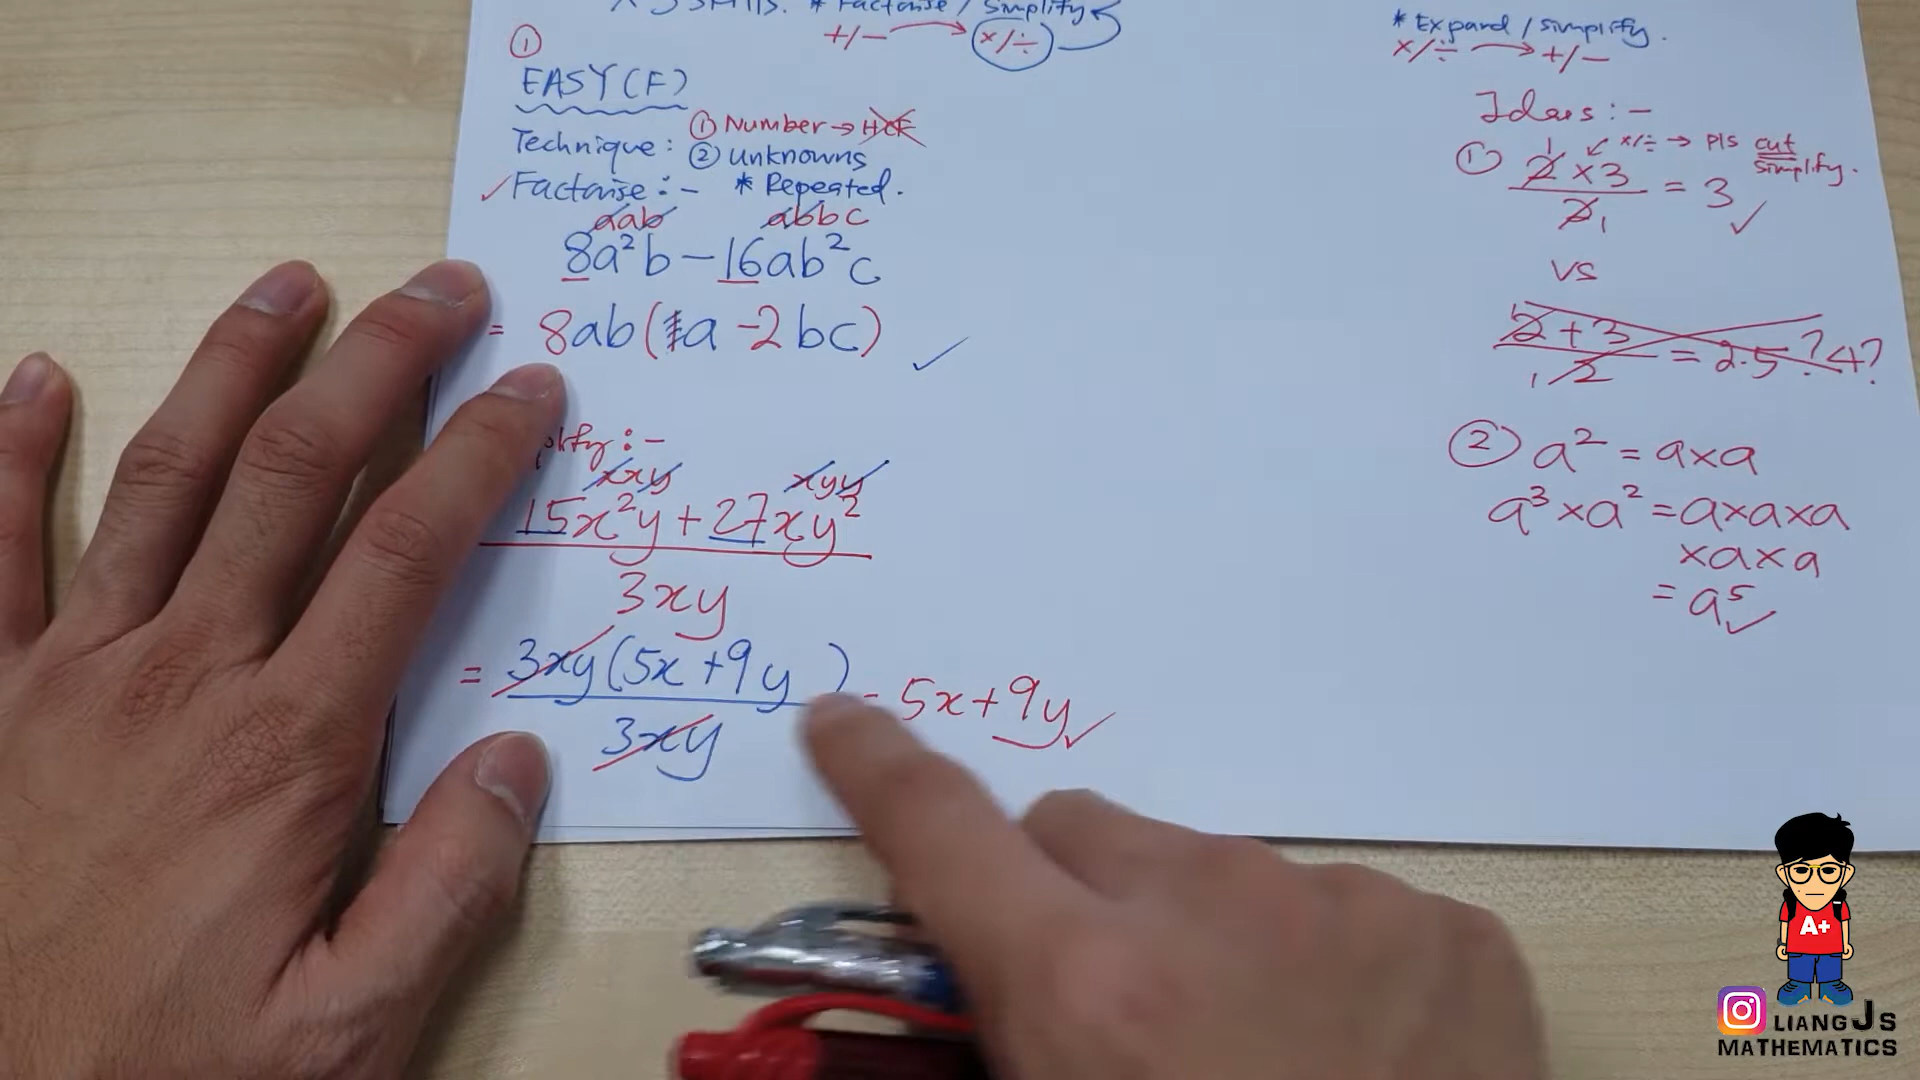 * Factorise / Simplify
+/− → ×/÷
①
EASY (F)
Technique: ① Number → HCF
② Unknowns
Factorise :- * Repeated.
aab abbc
8a²b − 16ab²c
= 8ab(1a − 2bc) ✓
plify :-
xxy xyy
15x²y + 27xy²
3xy
= 3xy(5x + 9y) = 5x + 9y ✓
3xy
* Expand / simplify.
×/÷ → +/−
Ideas :-
① 2 × 3 / 2 = 3 ✓
×/÷ → pls cut
simplify.
vs
2 + 3 / 2 = 2.5? 4?
② a² = a×a
a³ × a² = a×a×a
×a×a
= a⁵ ✓
A+
LIANGJS
MATHEMATICS